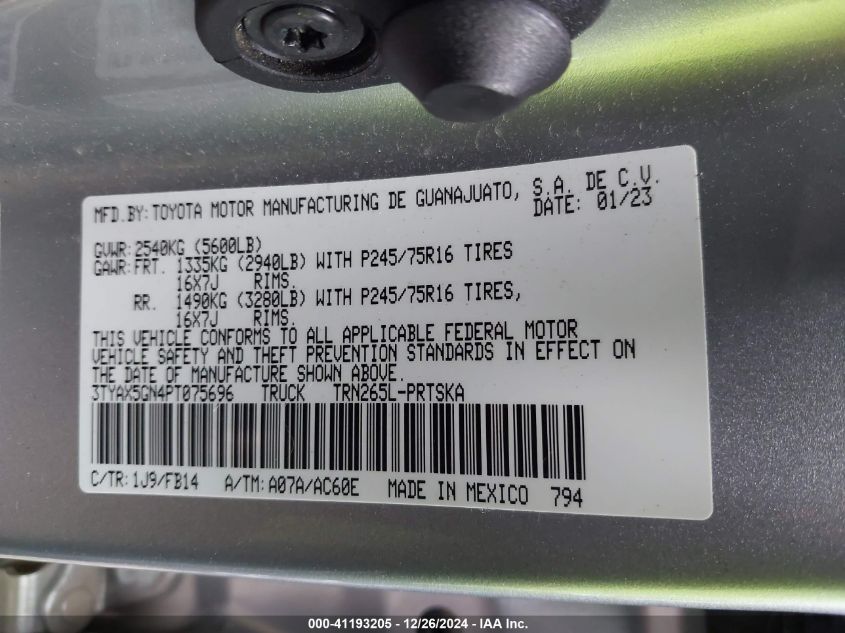 MFD.BY: TOYOTA MOTOR MANUFACTURING DE GUANAJUATO, S.A. DE C.V.
DATE: 01/23
GVWR: 2540KG (5600LB)
GAWR: FRT. 1335KG (2940LB) WITH P245/75R16 TIRES
16X7J RIMS.
RR. 1490KG (3280LB) WITH P245/75R16 TIRES,
16X7J RIMS.
THIS VEHICLE CONFORMS TO ALL APPLICABLE FEDERAL MOTOR
VEHICLE SAFETY AND THEFT PREVENTION STANDARDS IN EFFECT ON
THE DATE OF MANUFACTURE SHOWN ABOVE.
3TYAX5GN4PT075696 TRUCK TRN265L-PRTSKA
C/TR: 1J9/FB14 A/TM: A07A/AC60E MADE IN MEXICO 794
000-41193205 - 12/26/2024 - IAA Inc.